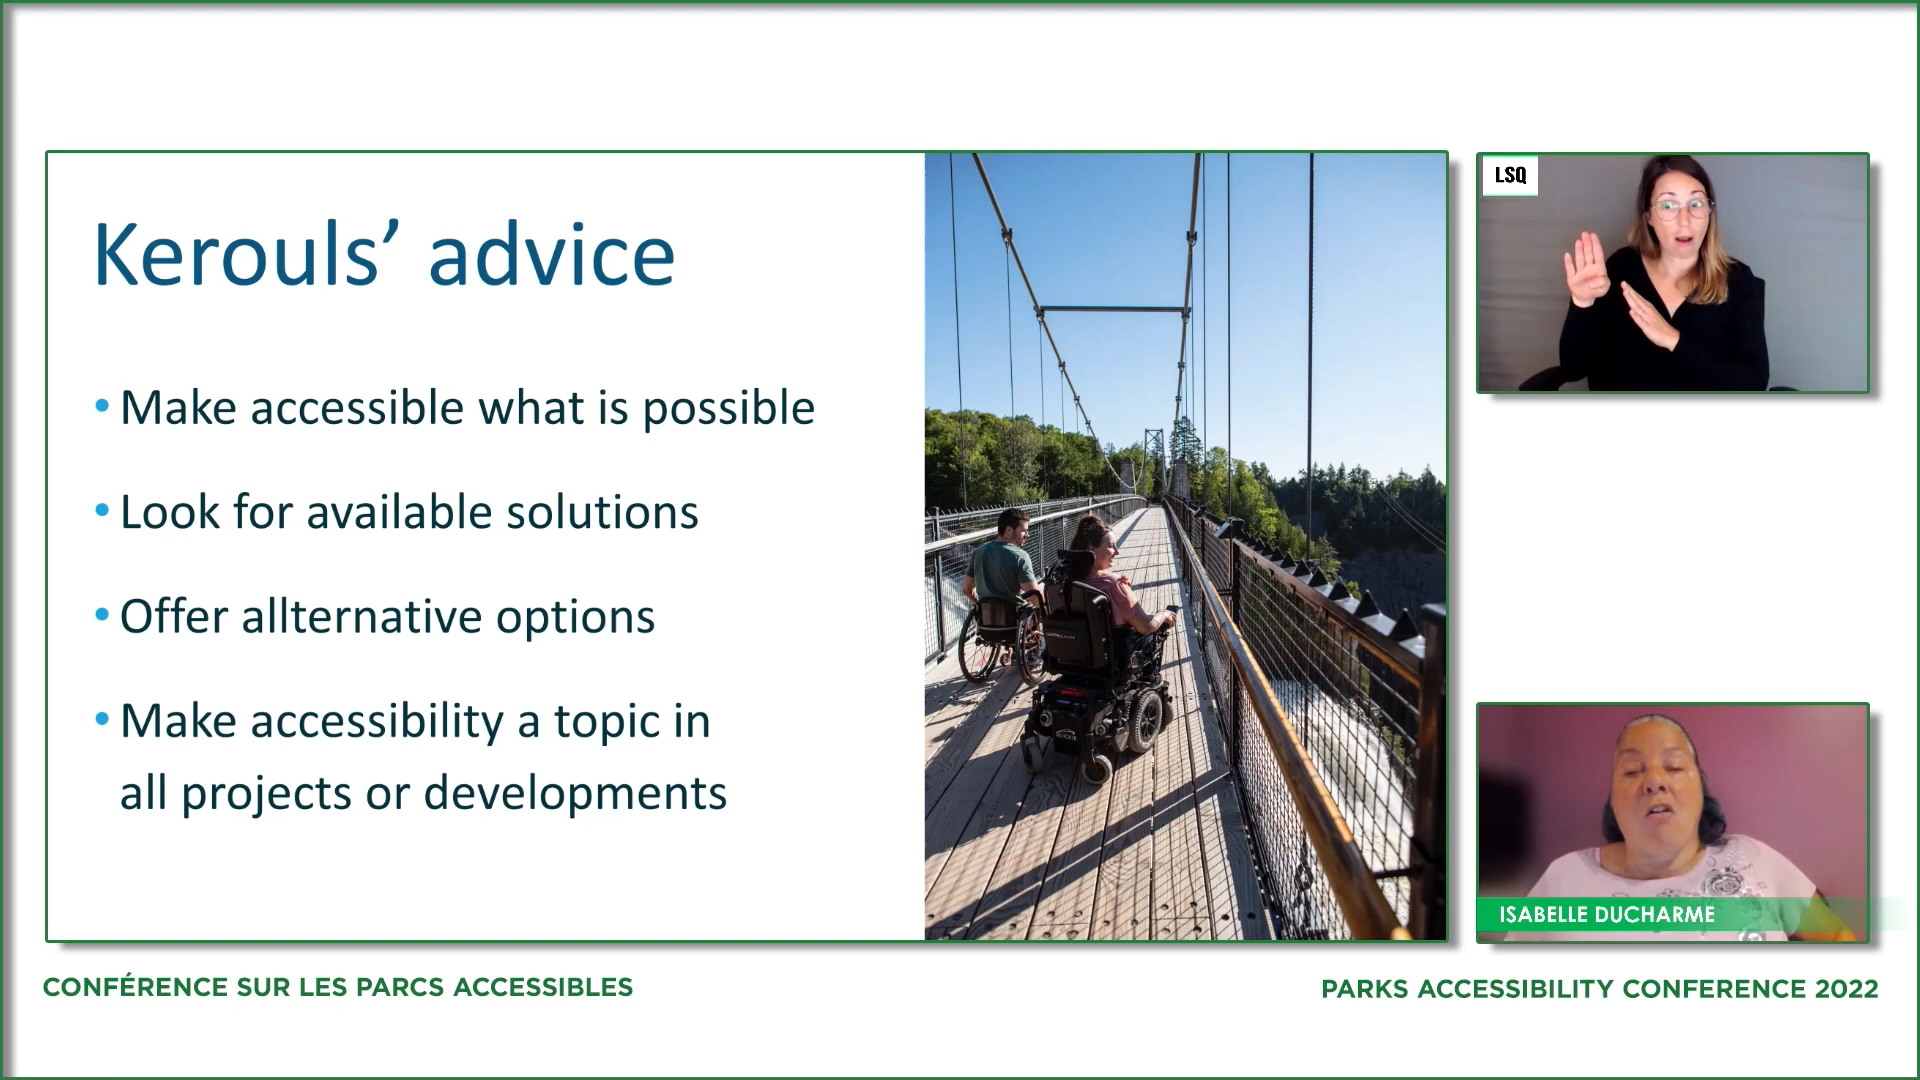 Kerouls’ advice
• Make accessible what is possible
• Look for available solutions
• Offer allternative options
• Make accessibility a topic in
all projects or developments
LSQ
ISABELLE DUCHARME
CONFÉRENCE SUR LES PARCS ACCESSIBLES
PARKS ACCESSIBILITY CONFERENCE 2022